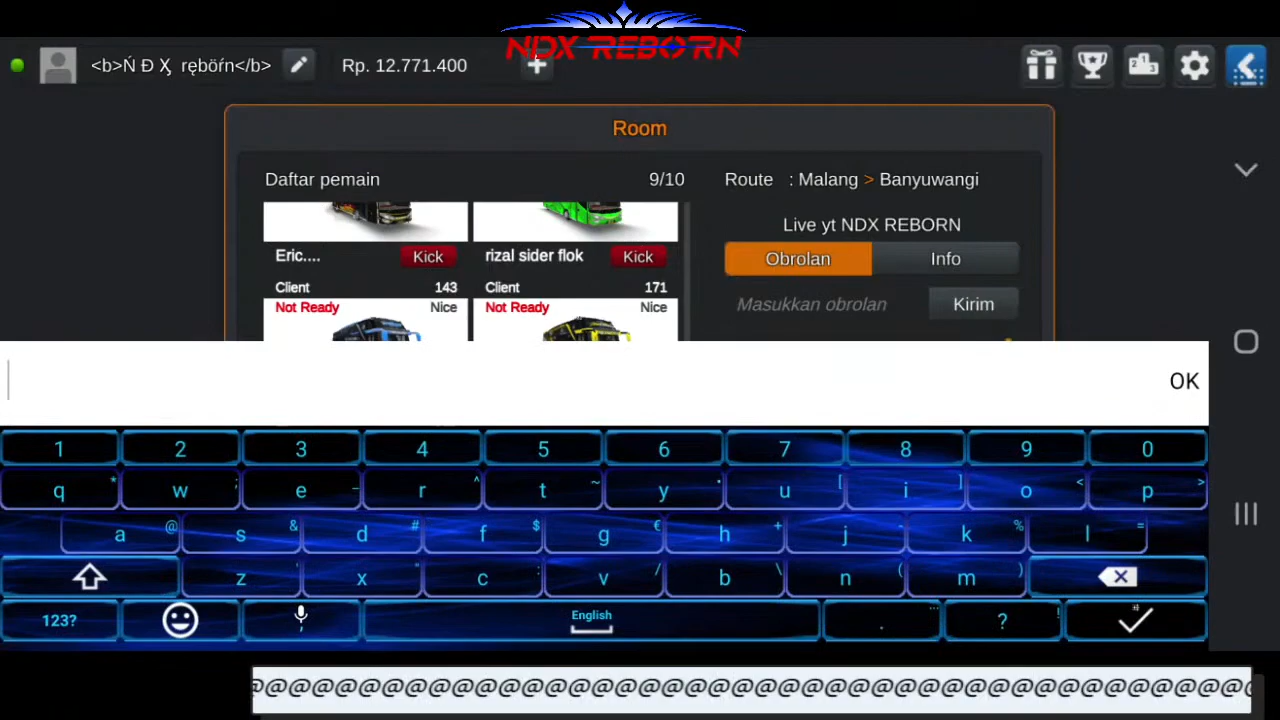 NDX REBORN
<b>Ń Đ Ӽ ręböŕn</b>
Rp. 12.771.400
Room
Daftar pemain 9/10
Route : Malang > Banyuwangi
Live yt NDX REBORN
Eric.... Kick rizal sider flok Kick
Obrolan Info
Client 143 Client 171
Not Ready Nice Not Ready Nice
Masukkan obrolan Kirim
OK
1 2 3 4 5 6 7 8 9 0
q w e r t y u i o p
a s d f g h j k l
z x c v b n m
123? English . ?
@@@@@@@@@@@@@@@@@@@@@@@@@@@@@@@@@@@@@@@@@@@